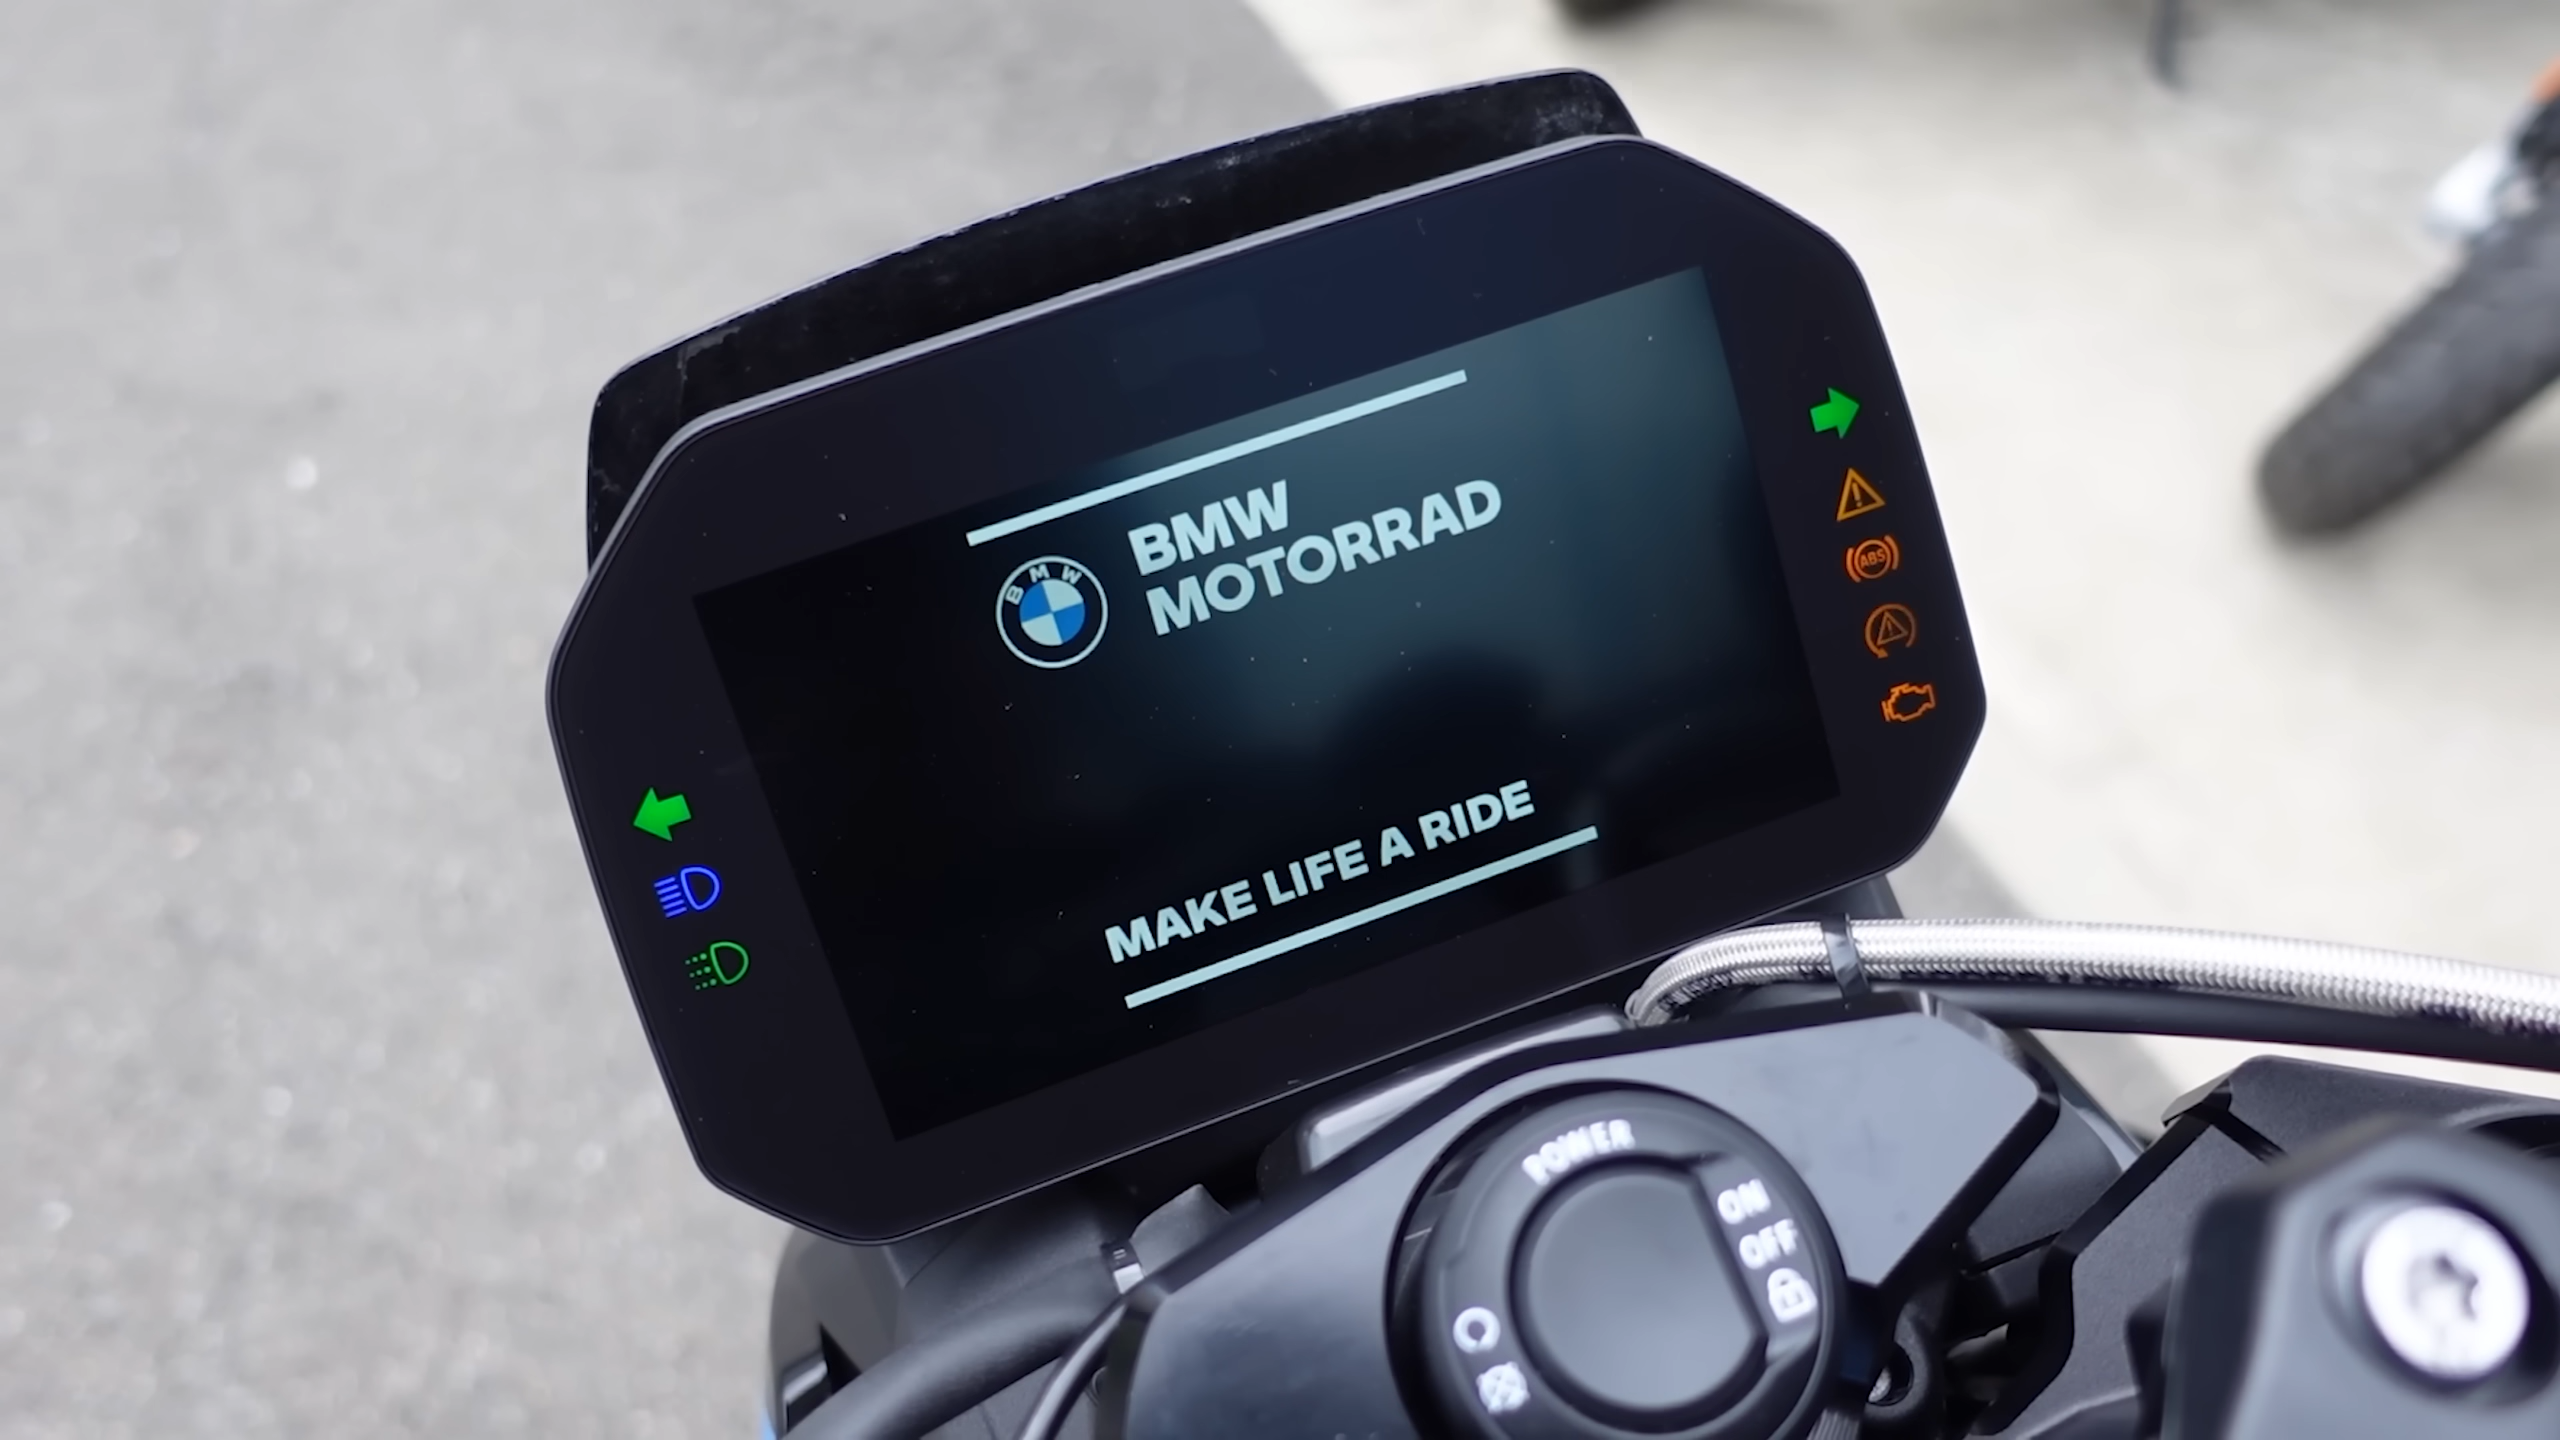 BMW
BMW
MOTORRAD
MAKE LIFE A RIDE
ABS
POWER
ON
OFF